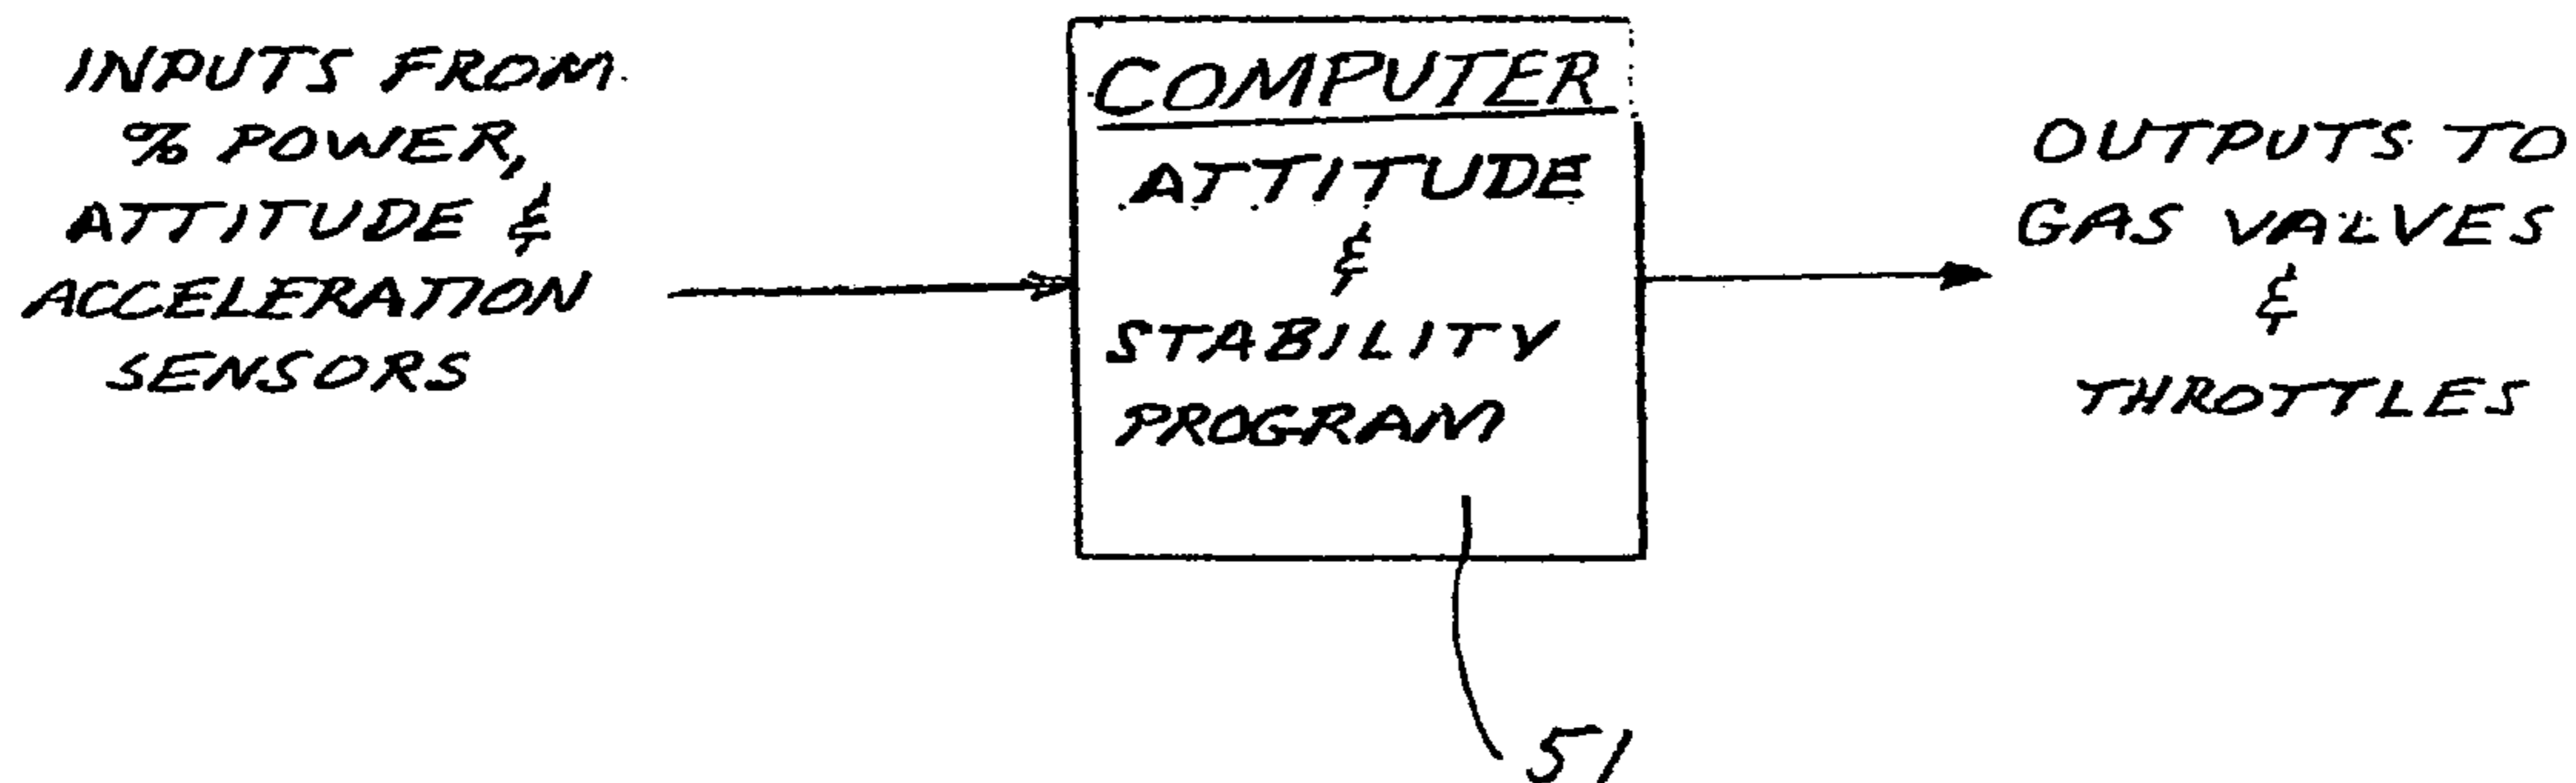 INPUTS FROM
% POWER,
ATTITUDE &
ACCELERATION
SENSORS
COMPUTER
ATTITUDE
&
STABILITY
PROGRAM
OUTPUTS TO
GAS VALVES
&
THROTTLES
51